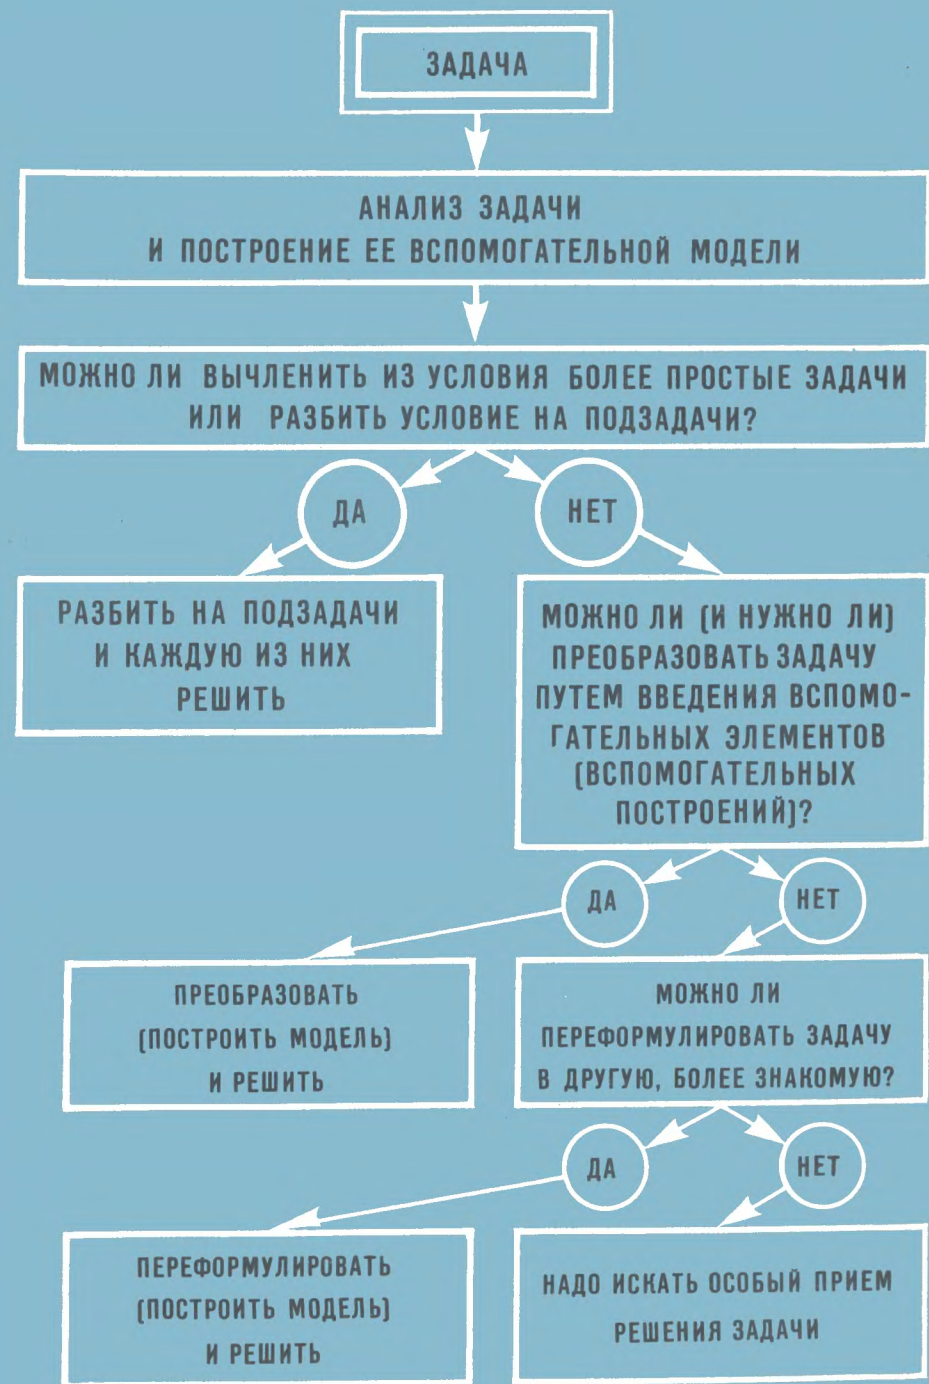 ЗАДАЧА
АНАЛИЗ ЗАДАЧИ
И ПОСТРОЕНИЕ ЕЕ ВСПОМОГАТЕЛЬНОЙ МОДЕЛИ
МОЖНО ЛИ ВЫЧЛЕНИТЬ ИЗ УСЛОВИЯ БОЛЕЕ ПРОСТЫЕ ЗАДАЧИ
ИЛИ РАЗБИТЬ УСЛОВИЕ НА ПОДЗАДАЧИ?
ДА
НЕТ
РАЗБИТЬ НА ПОДЗАДАЧИ
И КАЖДУЮ ИЗ НИХ
РЕШИТЬ
МОЖНО ЛИ (И НУЖНО ЛИ)
ПРЕОБРАЗОВАТЬ ЗАДАЧУ
ПУТЕМ ВВЕДЕНИЯ ВСПОМО-
ГАТЕЛЬНЫХ ЭЛЕМЕНТОВ
(ВСПОМОГАТЕЛЬНЫХ
ПОСТРОЕНИЙ)?
ДА
НЕТ
ПРЕОБРАЗОВАТЬ
(ПОСТРОИТЬ МОДЕЛЬ)
И РЕШИТЬ
МОЖНО ЛИ
ПЕРЕФОРМУЛИРОВАТЬ ЗАДАЧУ
В ДРУГУЮ, БОЛЕЕ ЗНАКОМУЮ?
ДА
НЕТ
ПЕРЕФОРМУЛИРОВАТЬ
(ПОСТРОИТЬ МОДЕЛЬ)
И РЕШИТЬ
НАДО ИСКАТЬ ОСОБЫЙ ПРИЕМ
РЕШЕНИЯ ЗАДАЧИ